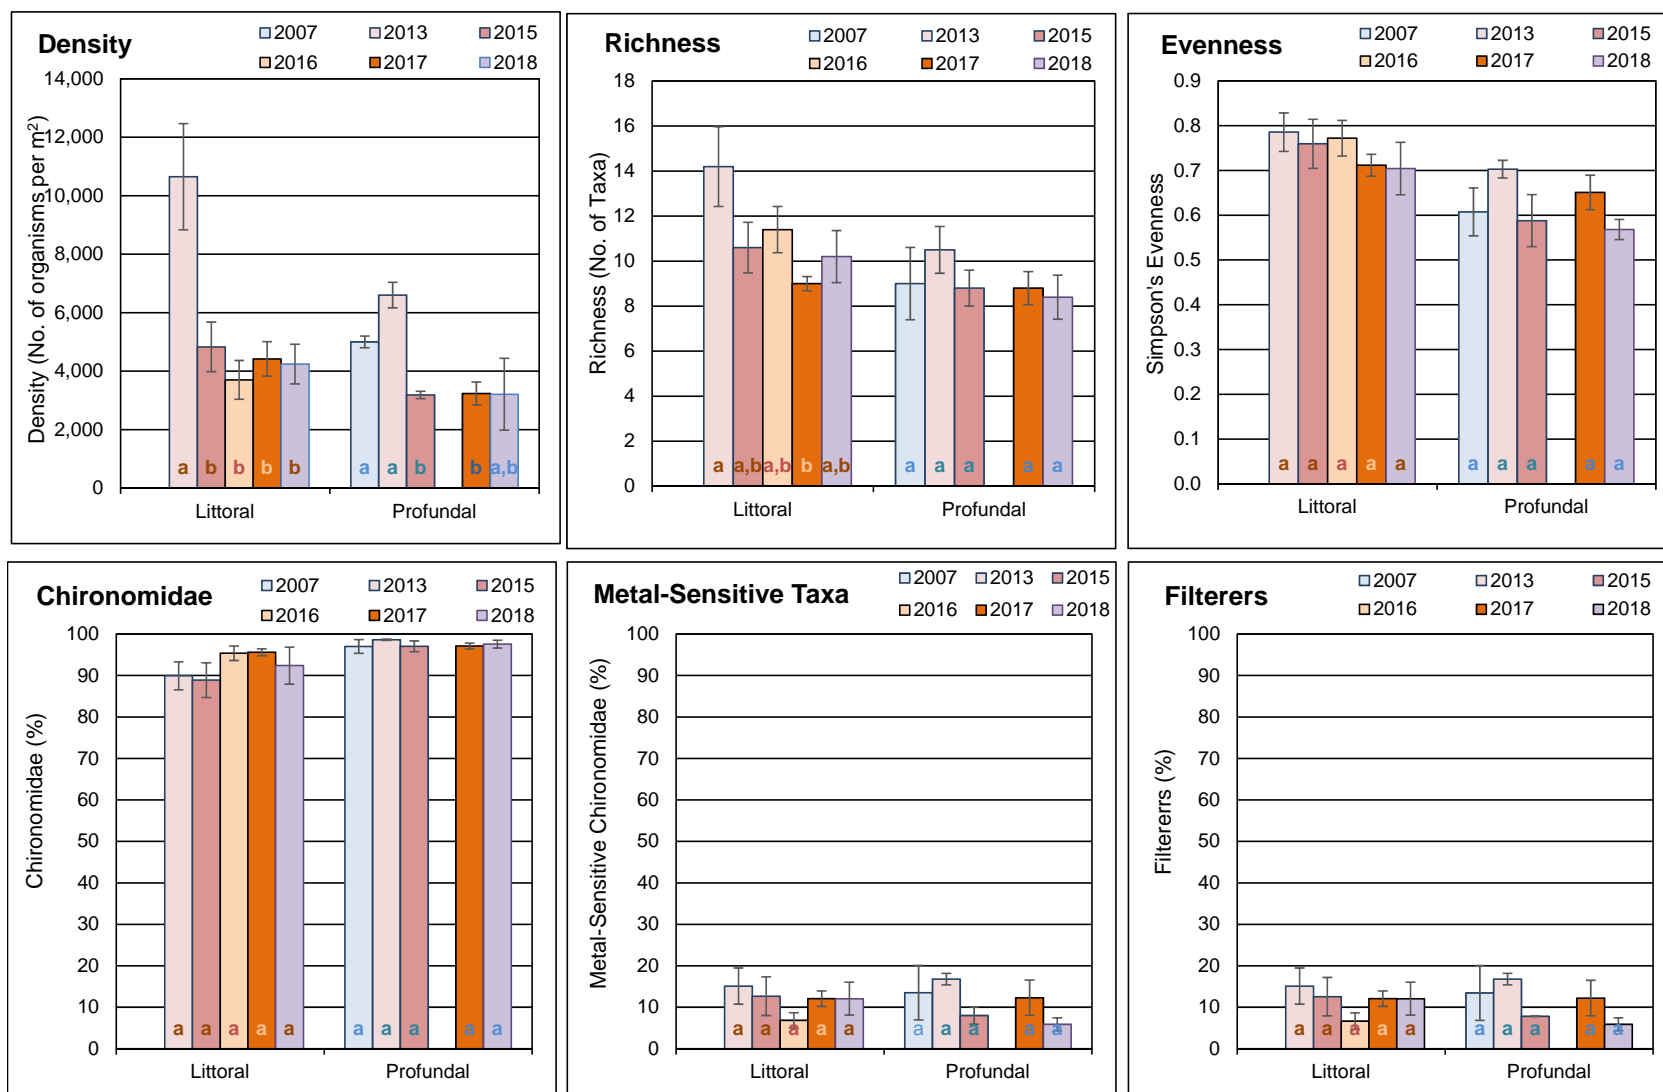 Density
2007 2013 2015
2016 2017 2018
14,000
12,000
10,000
8,000
6,000
4,000
2,000
0
Density (No. of organisms per m²)
a b b b b a a b b a,b
Littoral Profundal
Richness
2007 2013 2015
2016 2017 2018
18
16
14
12
10
8
6
4
2
0
Richness (No. of Taxa)
a a,b a,b b a,b a a a a a
Littoral Profundal
Evenness
2007 2013 2015
2016 2017 2018
0.9
0.8
0.7
0.6
0.5
0.4
0.3
0.2
0.1
0.0
Simpson's Evenness
a a a a a a a a a a
Littoral Profundal
Chironomidae
2007 2013 2015
2016 2017 2018
100
90
80
70
60
50
40
30
20
10
0
Chironomidae (%)
a a a a a a a a a a
Littoral Profundal
Metal-Sensitive Taxa
2007 2013 2015
2016 2017 2018
100
90
80
70
60
50
40
30
20
10
0
Metal-Sensitive Chironomidae (%)
a a a a a a a a a a
Littoral Profundal
Filterers
2007 2013 2015
2016 2017 2018
100
90
80
70
60
50
40
30
20
10
0
Filtererrs (%)
a a a a a a a a a a
Littoral Profundal